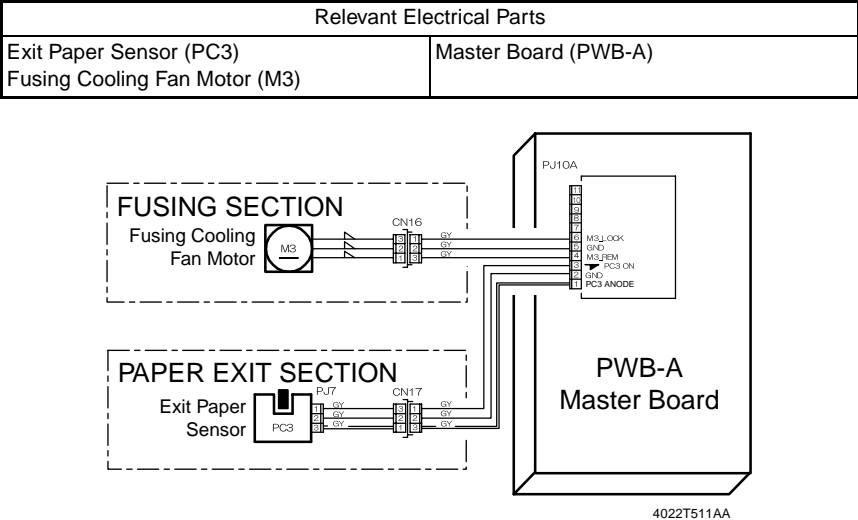 Relevant Electrical Parts
Exit Paper Sensor (PC3)
Fusing Cooling Fan Motor (M3)
Master Board (PWB-A)
PJ10A
FUSING SECTION
Fusing Cooling
Fan Motor
M3
CN16
3 1 GY
2 2 GY
1 3 GY
11
10
9
8
7
6 M3_LOCK
5 GND
4 M3_REM
3 PC3 ON
2 GND
1 PC3 ANODE
PAPER EXIT SECTION
Exit Paper
Sensor
PC3
PJ7
CN17
1 GY 3 1 GY
2 GY 2 2 GY
3 GY 1 3 GY
PWB-A
Master Board
4022T511AA